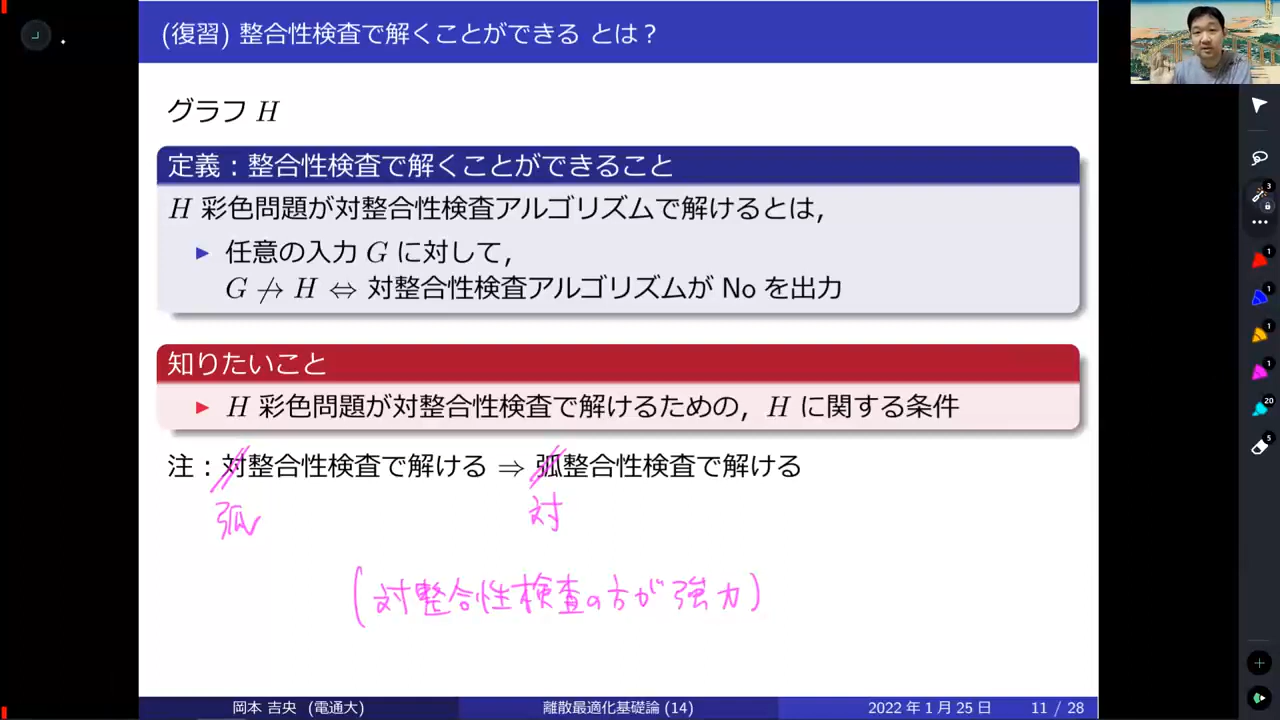 (復習) 整合性検査で解くことができる とは？
グラフ H
定義：整合性検査で解くことができること
H 彩色問題が対整合性検査アルゴリズムで解けるとは，
▶ 任意の入力 G に対して，
G ↛ H ⇔ 対整合性検査アルゴリズムが No を出力
知りたいこと
▶ H 彩色問題が対整合性検査で解けるための，H に関する条件
注：対整合性検査で解ける ⇒ 弧整合性検査で解ける
弧 対
(対整合性検査の方が強力)
岡本 吉央 (電通大) 離散最適化基礎論 (14) 2022 年 1 月 25 日 11 / 28
3
1
1
1
1
20
5